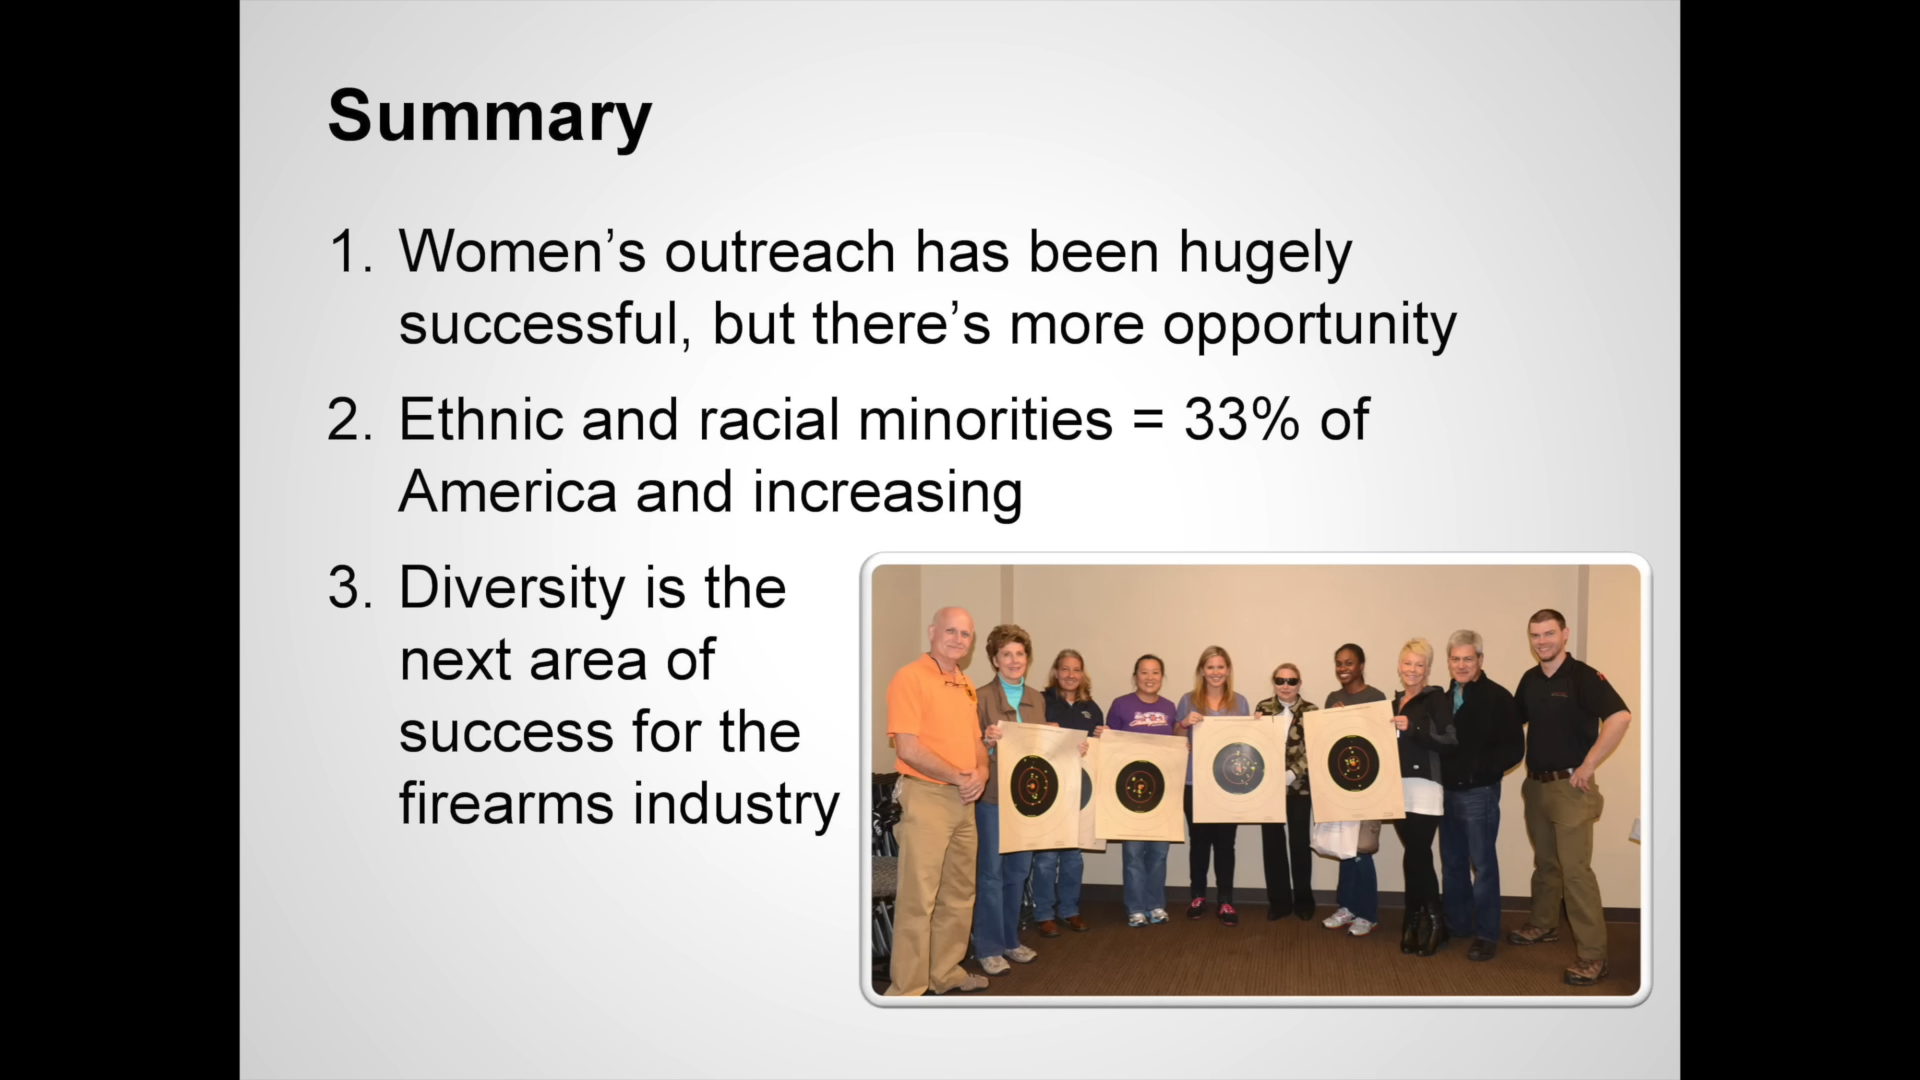 Summary
1. Women’s outreach has been hugely
successful, but there’s more opportunity
2. Ethnic and racial minorities = 33% of
America and increasing
3. Diversity is the
next area of
success for the
firearms industry